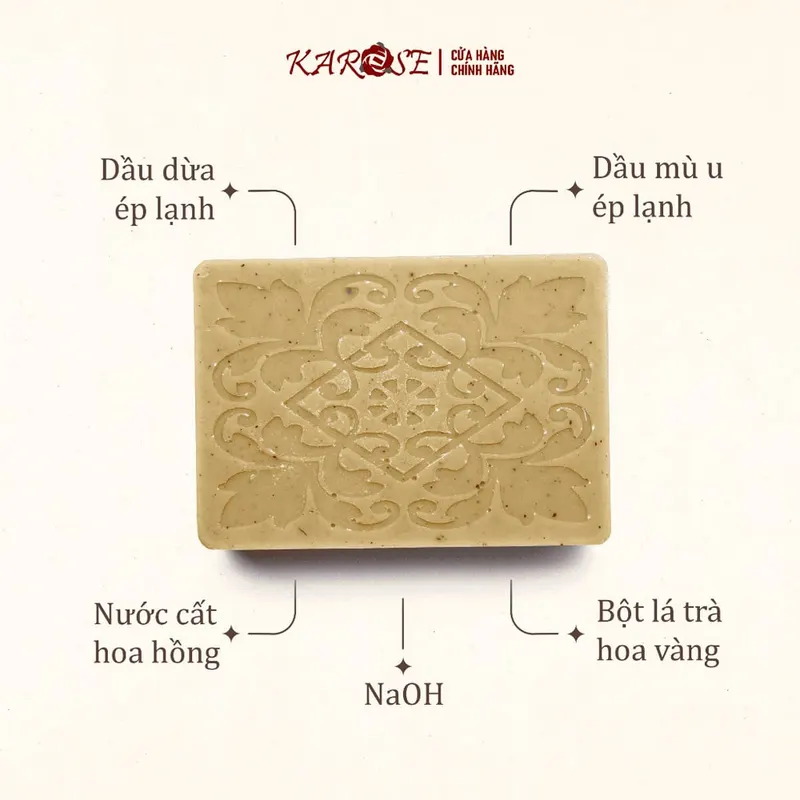 KAROSE
CỬA HÀNG
CHÍNH HÃNG
Dầu dừa
ép lạnh
Dầu mù u
ép lạnh
Nước cất
hoa hồng
Bột lá trà
hoa vàng
NaOH